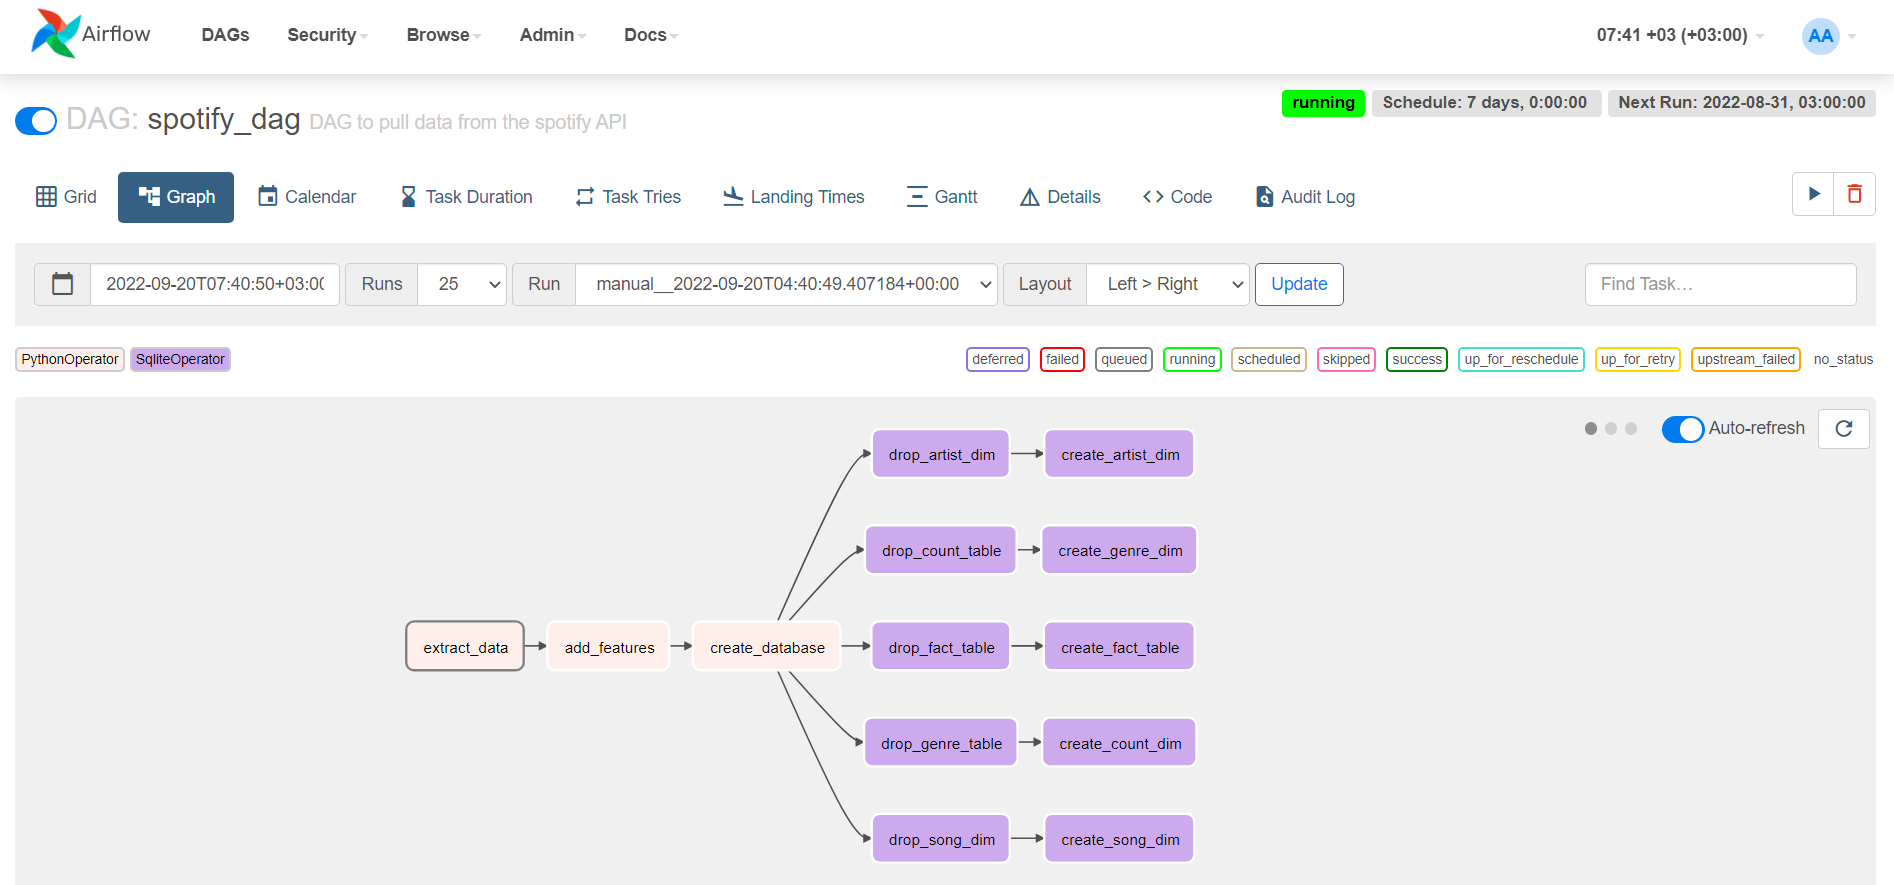 Airflow DAGs Security Browse Admin Docs 07:41 +03 (+03:00) AA
DAG: spotify_dag DAG to pull data from the spotify API
running Schedule: 7 days, 0:00:00 Next Run: 2022-08-31, 03:00:00
Grid Graph Calendar Task Duration Task Tries Landing Times Gantt Details Code Audit Log
2022-09-20T07:40:50+03:00 Runs 25 Run manual__2022-09-20T04:40:49.407184+00:00 Layout Left > Right Update Find Task…
PythonOperator SqliteOperator deferred failed queued running scheduled skipped success up_for_reschedule up_for_retry upstream_failed no_status
Auto-refresh
drop_artist_dim create_artist_dim
drop_count_table create_genre_dim
extract_data add_features create_database drop_fact_table create_fact_table
drop_genre_table create_count_dim
drop_song_dim create_song_dim